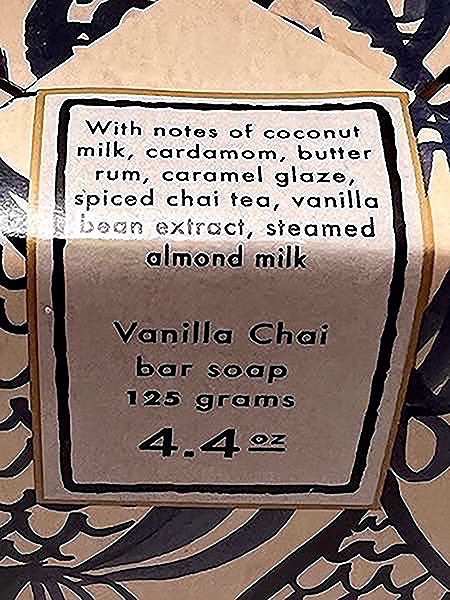 With notes of coconut
milk, cardamom, butter
rum, caramel glaze,
spiced chai tea, vanilla
bean extract, steamed
almond milk
Vanilla Chai
bar soap
125 grams
4.4 oz